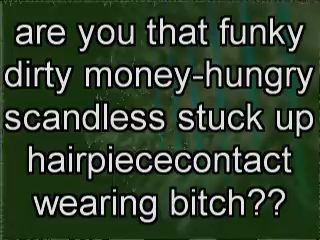 are you that funky
dirty money-hungry
scandless stuck up
hairpiececontact
wearing bitch??